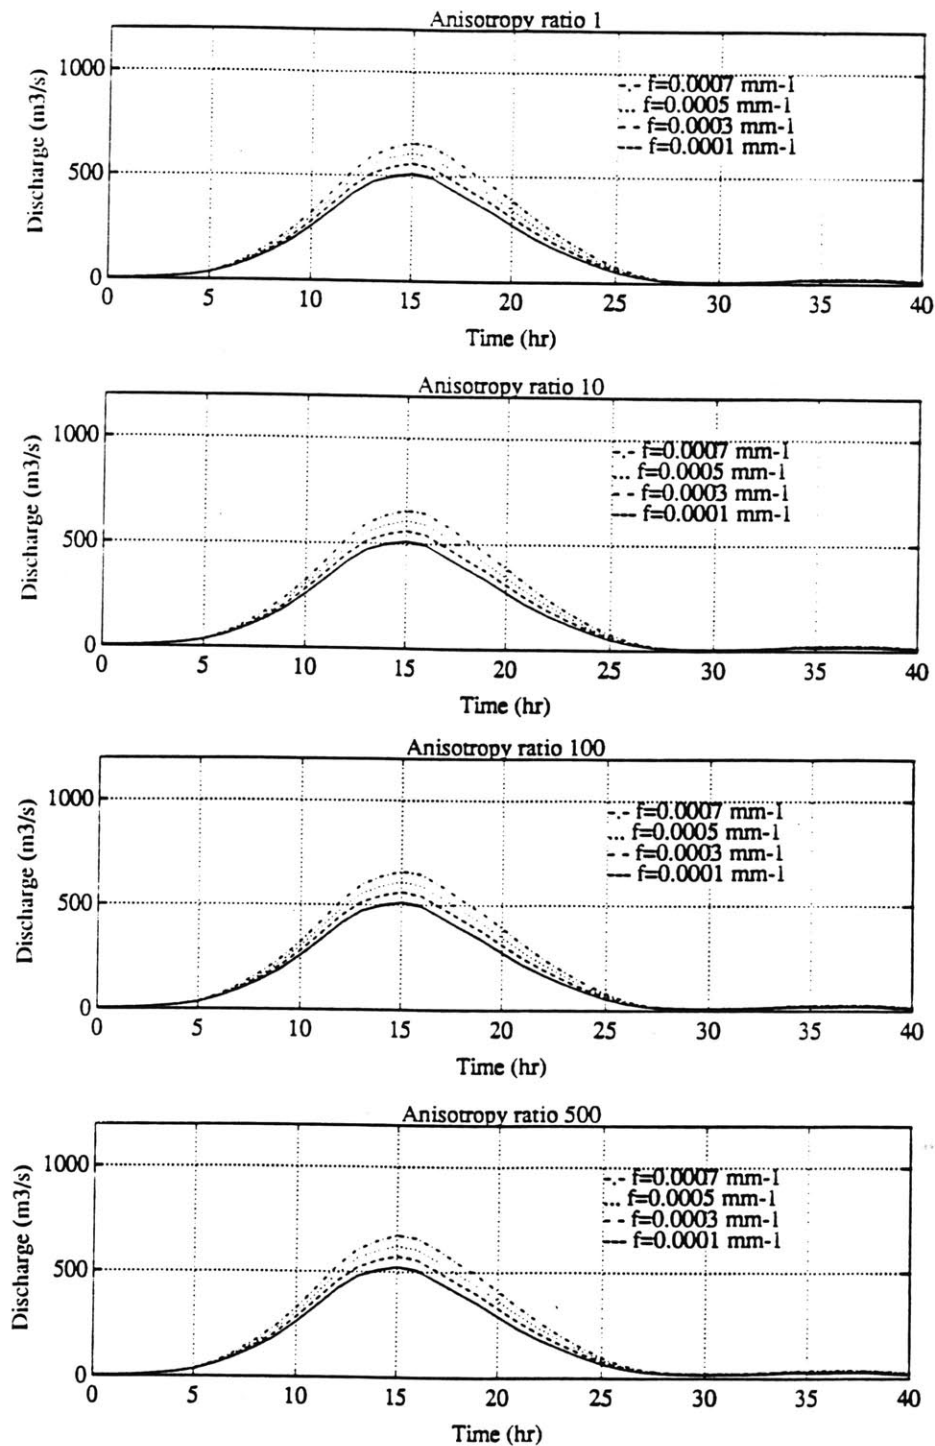 Anisotropy ratio 1
1000
500
0
Discharge (m3/s)
-.- f=0.0007 mm-1
... f=0.0005 mm-1
-- f=0.0003 mm-1
— f=0.0001 mm-1
0 5 10 15 20 25 30 35 40
Time (hr)
Anisotropy ratio 10
1000
500
0
Discharge (m3/s)
-.- f=0.0007 mm-1
... f=0.0005 mm-1
-- f=0.0003 mm-1
— f=0.0001 mm-1
0 5 10 15 20 25 30 35 40
Time (hr)
Anisotropy ratio 100
1000
500
0
Discharge (m3/s)
-.- f=0.0007 mm-1
... f=0.0005 mm-1
-- f=0.0003 mm-1
— f=0.0001 mm-1
0 5 10 15 20 25 30 35 40
Time (hr)
Anisotropy ratio 500
1000
500
0
Discharge (m3/s)
-.- f=0.0007 mm-1
... f=0.0005 mm-1
-- f=0.0003 mm-1
— f=0.0001 mm-1
0 5 10 15 20 25 30 35 40
Time (hr)